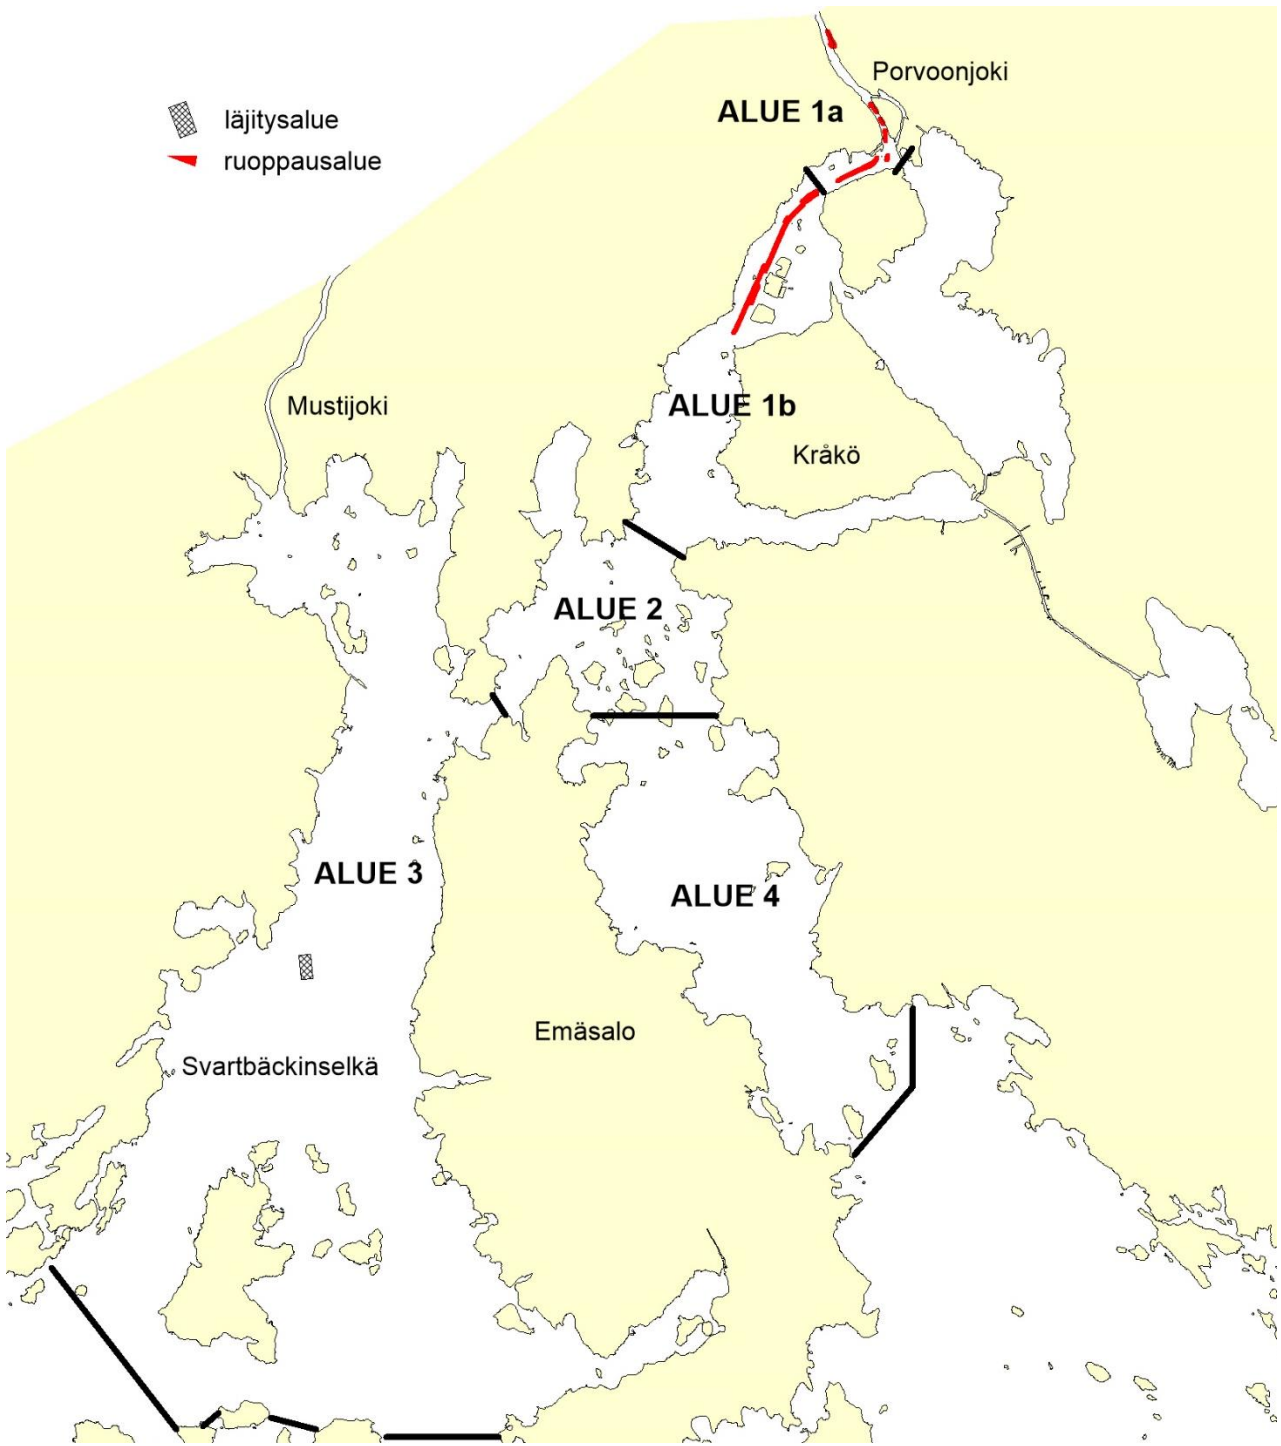 Porvoonjoki
ALUE 1a
läjitysalue
ruoppausalue
Mustijoki
ALUE 1b
Kråkö
ALUE 2
ALUE 3
ALUE 4
Emäsalo
Svartbäckinselkä